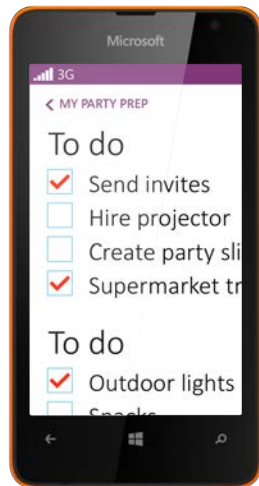 Microsoft
3G
MY PARTY PREP
To do
Send invites
Hire projector
Create party sli
Supermarket tr
To do
Outdoor lights
Snacks